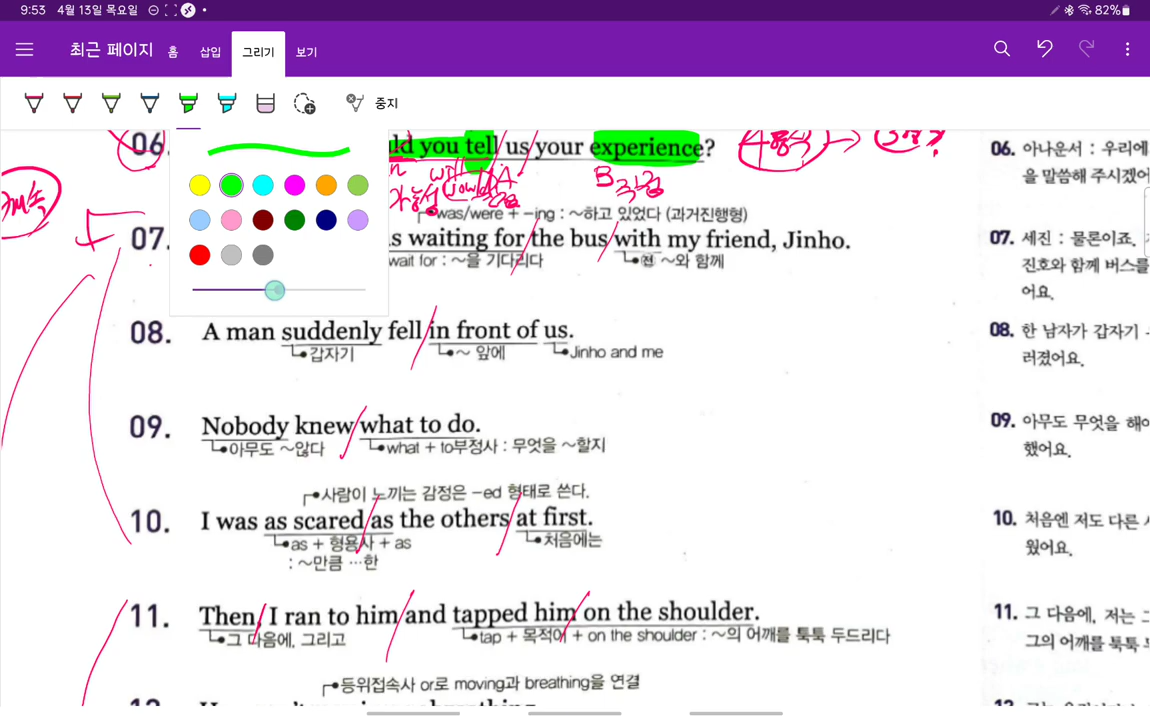 9:53 4월 13일 목요일
82%
최근 페이지 홈 삽입 그리기 보기
중지
06. ld you tell us your experience?
가능성
06. 아나운서 : 우리에
을 말씀해 주시겠어
was/were + -ing : ~하고 있었다 (과거진행형)
07. s waiting for the bus with my friend, Jinho.
wait for : ~을 기다리다
전 ~와 함께
07. 세진 : 물론이죠.
진호와 함께 버스를
어요.
08. A man suddenly fell in front of us.
갑자기
~ 앞에
Jinho and me
08. 한 남자가 갑자기
러졌어요.
09. Nobody knew what to do.
아무도 ~않다
what + to부정사 : 무엇을 ~할지
09. 아무도 무엇을 해야
했어요.
사람이 느끼는 감정은 -ed 형태로 쓴다.
10. I was as scared as the others at first.
as + 형용사 + as
: ~만큼 …한
처음에는
10. 처음엔 저도 다른 사
웠어요.
11. Then, I ran to him and tapped him on the shoulder.
그 다음에, 그리고
tap + 목적어 + on the shoulder : ~의 어깨를 툭툭 두드리다
11. 그 다음에, 저는 그
그의 어깨를 툭툭 두
등위접속사 or로 moving과 breathing을 연결